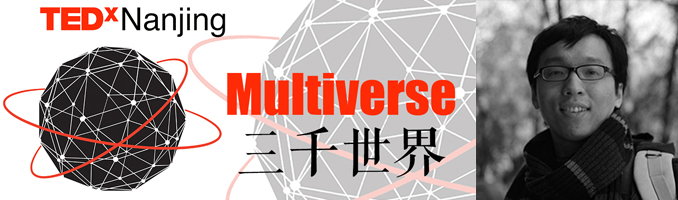 TEDxNanjing
Multiverse
三千世界